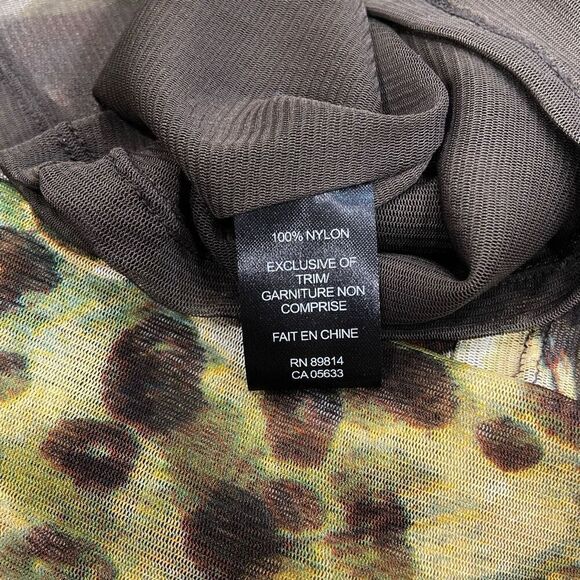 100% NYLON
EXCLUSIVE OF
TRIM/
GARNITURE NON
COMPRISE
FAIT EN CHINE
RN 89814
CA 05633